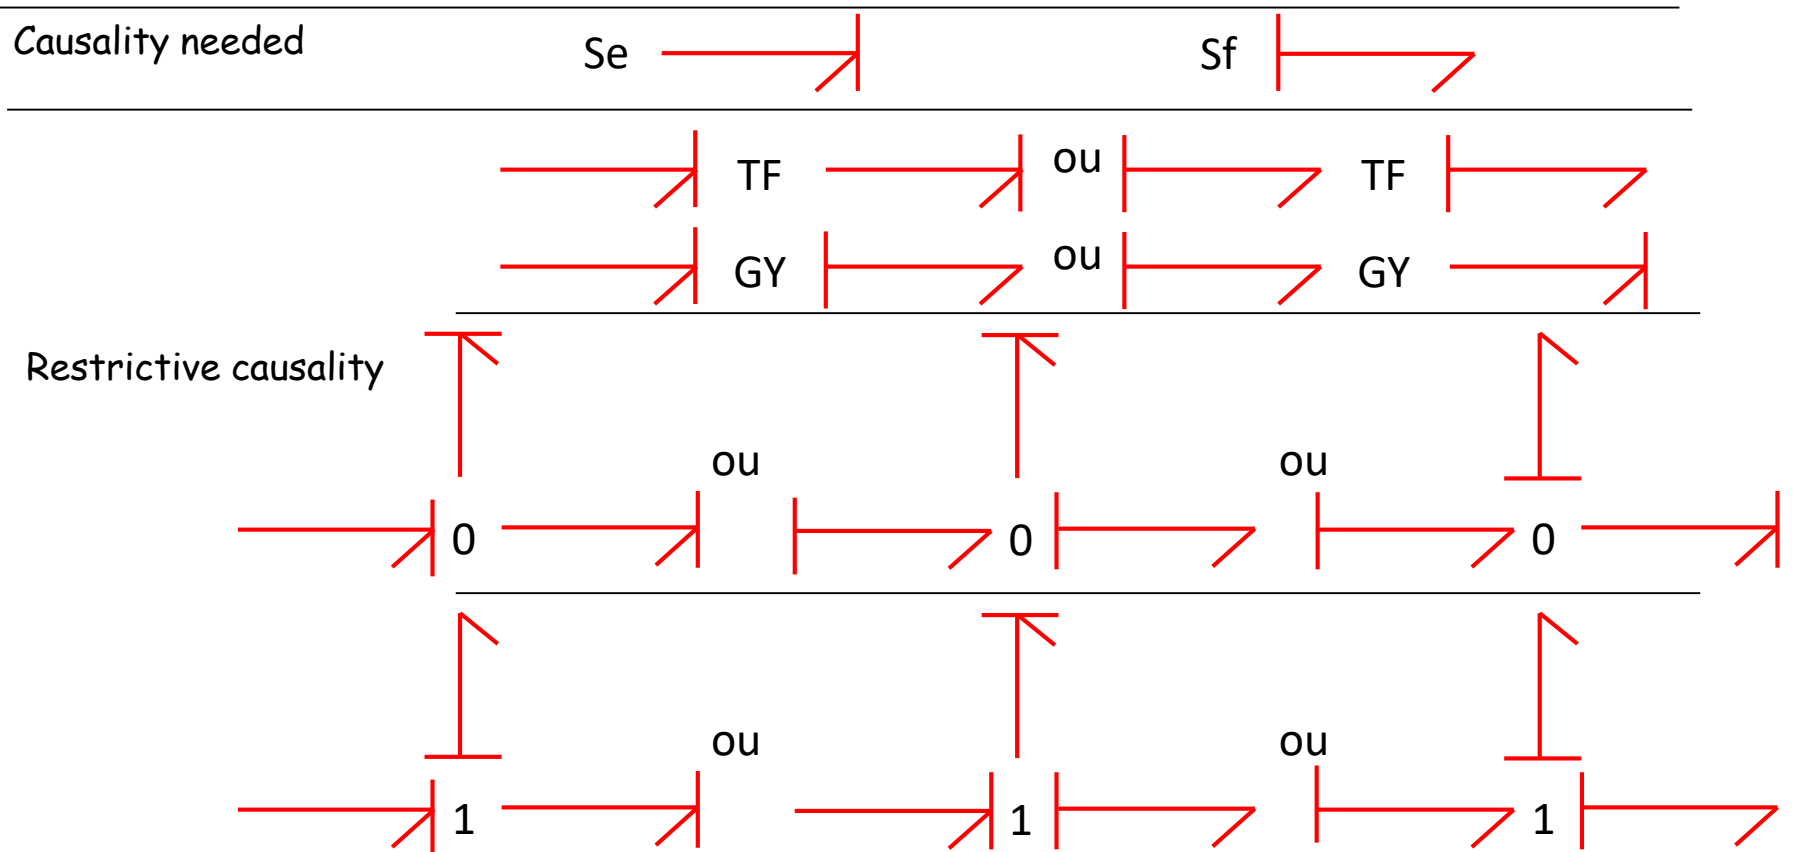 Causality needed
Se Sf
TF ou TF
GY ou GY
Restrictive causality
ou ou
0 0 0
ou ou
1 1 1